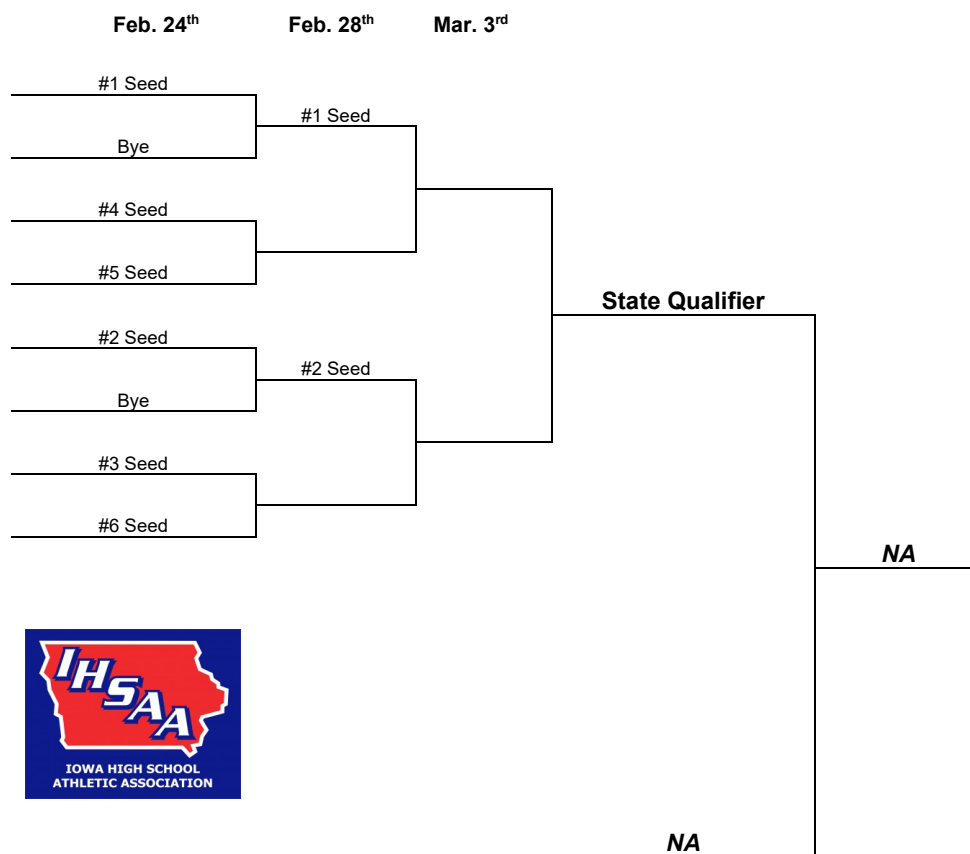 Feb. 24th Feb. 28th Mar. 3rd
#1 Seed
#1 Seed
Bye
#4 Seed
#5 Seed
State Qualifier
#2 Seed
#2 Seed
Bye
#3 Seed
#6 Seed
NA
IHSAA
IOWA HIGH SCHOOL
ATHLETIC ASSOCIATION
NA